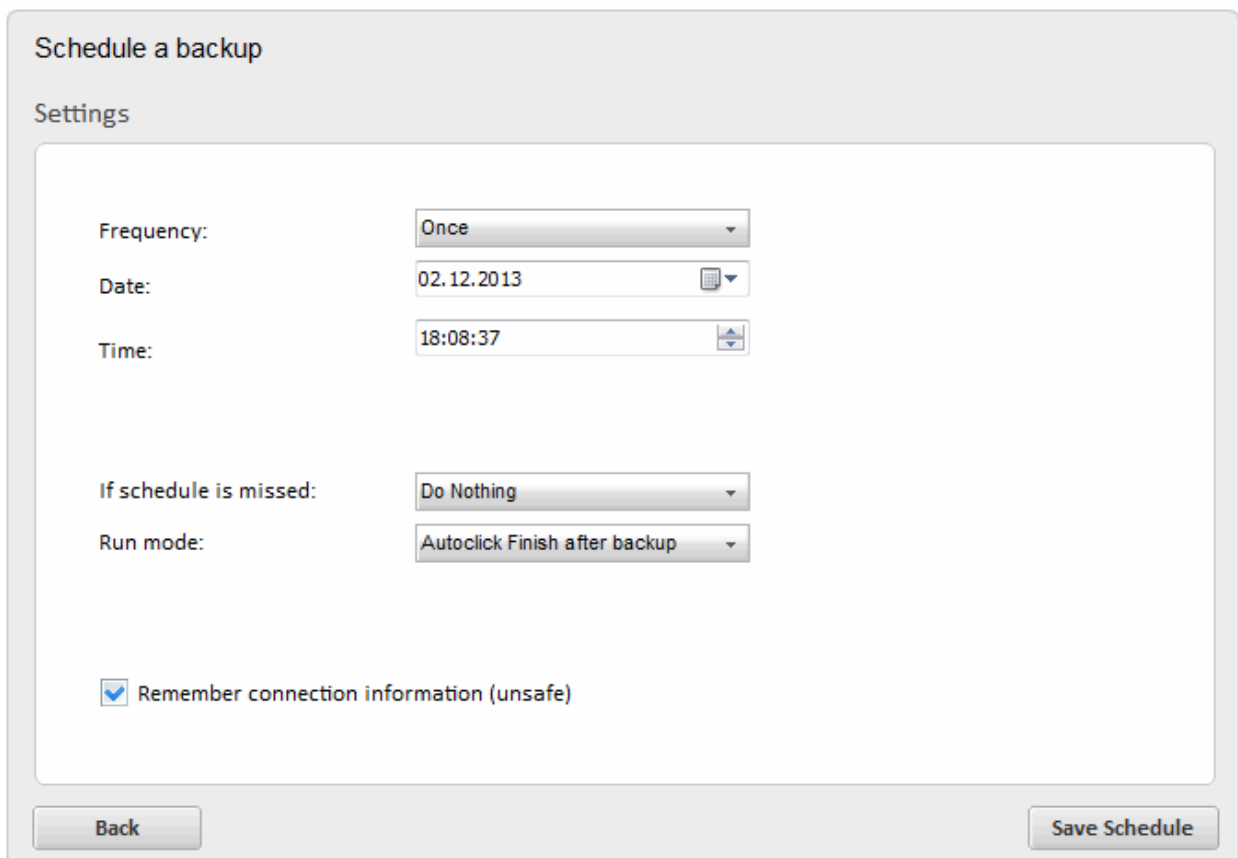 Schedule a backup
Settings
Frequency: Once
Date: 02.12.2013
Time: 18:08:37
If schedule is missed: Do Nothing
Run mode: Autoclick Finish after backup
Remember connection information (unsafe)
Back Save Schedule